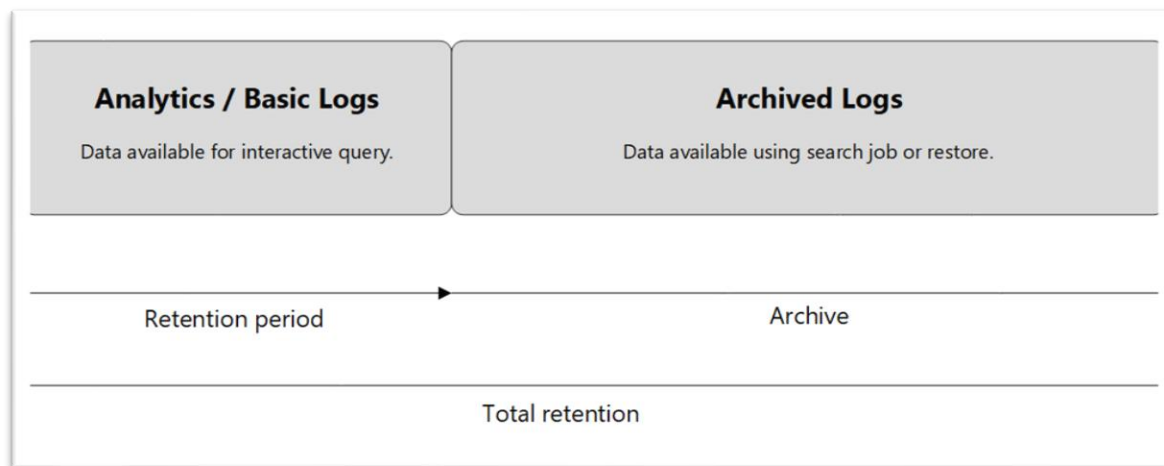 Analytics / Basic Logs
Data available for interactive query.
Archived Logs
Data available using search job or restore.
Retention period
Archive
Total retention